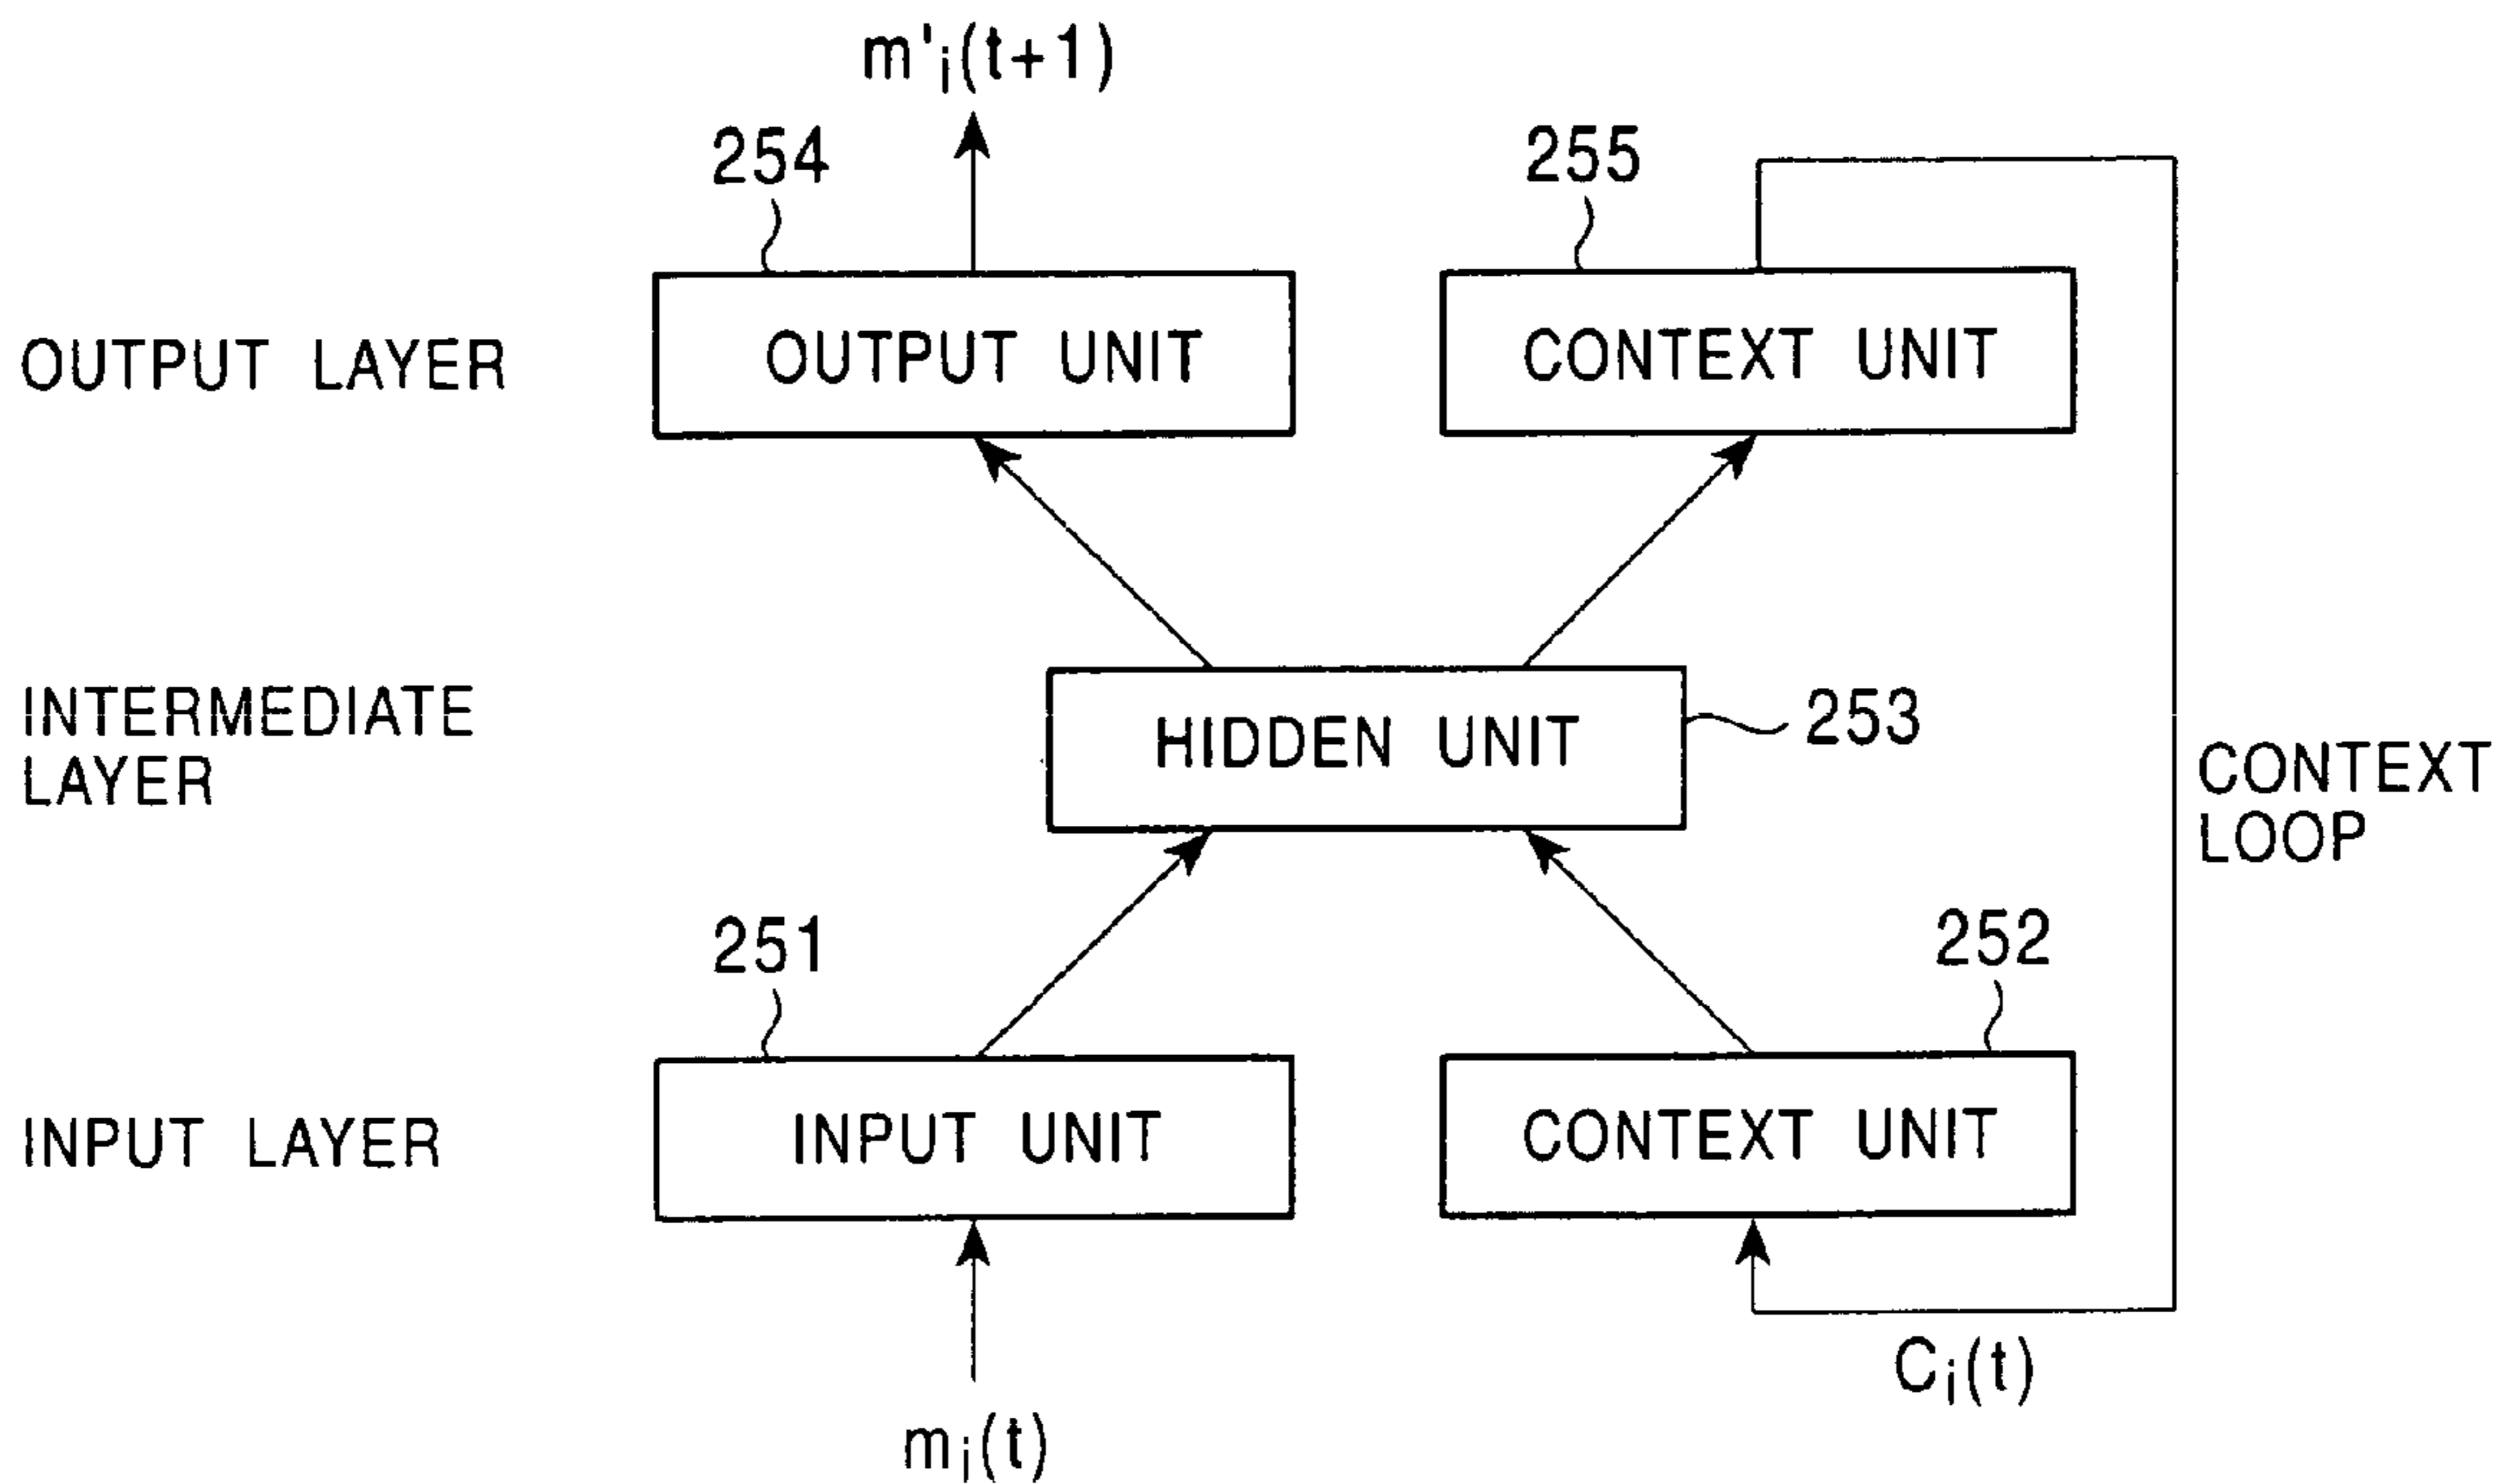 m'i(t+1)
254
255
OUTPUT LAYER
OUTPUT UNIT
CONTEXT UNIT
INTERMEDIATE
LAYER
HIDDEN UNIT
253
CONTEXT
LOOP
251
252
INPUT LAYER
INPUT UNIT
CONTEXT UNIT
Ci(t)
mi(t)